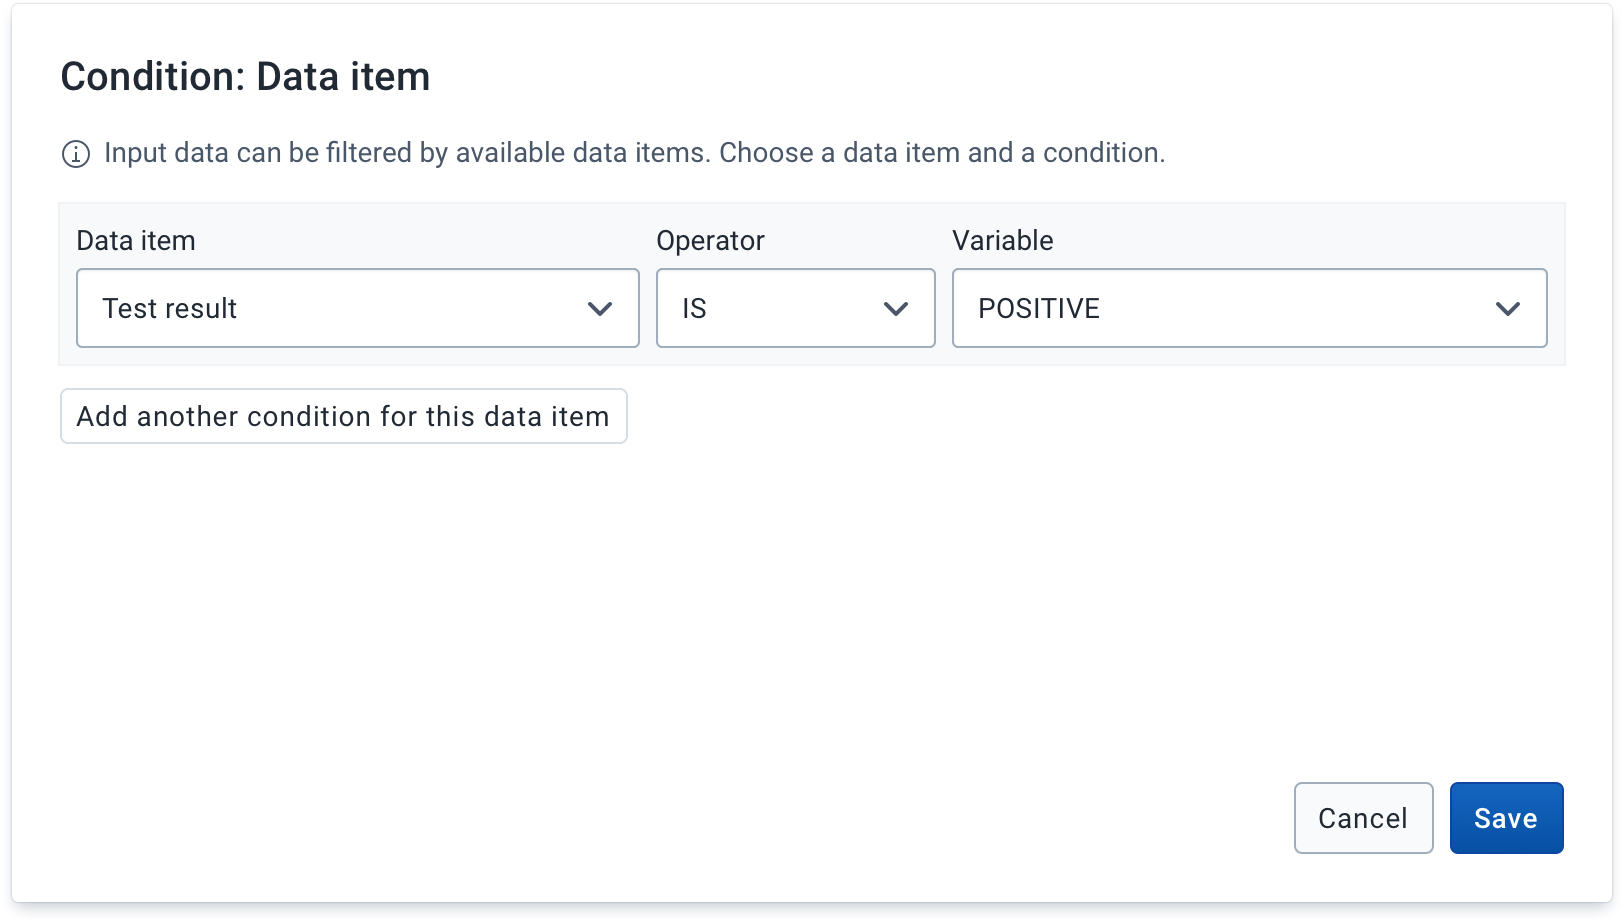 Condition: Data item
Input data can be filtered by available data items. Choose a data item and a condition.
Data item Operator Variable
Test result IS POSITIVE
Add another condition for this data item
Cancel Save